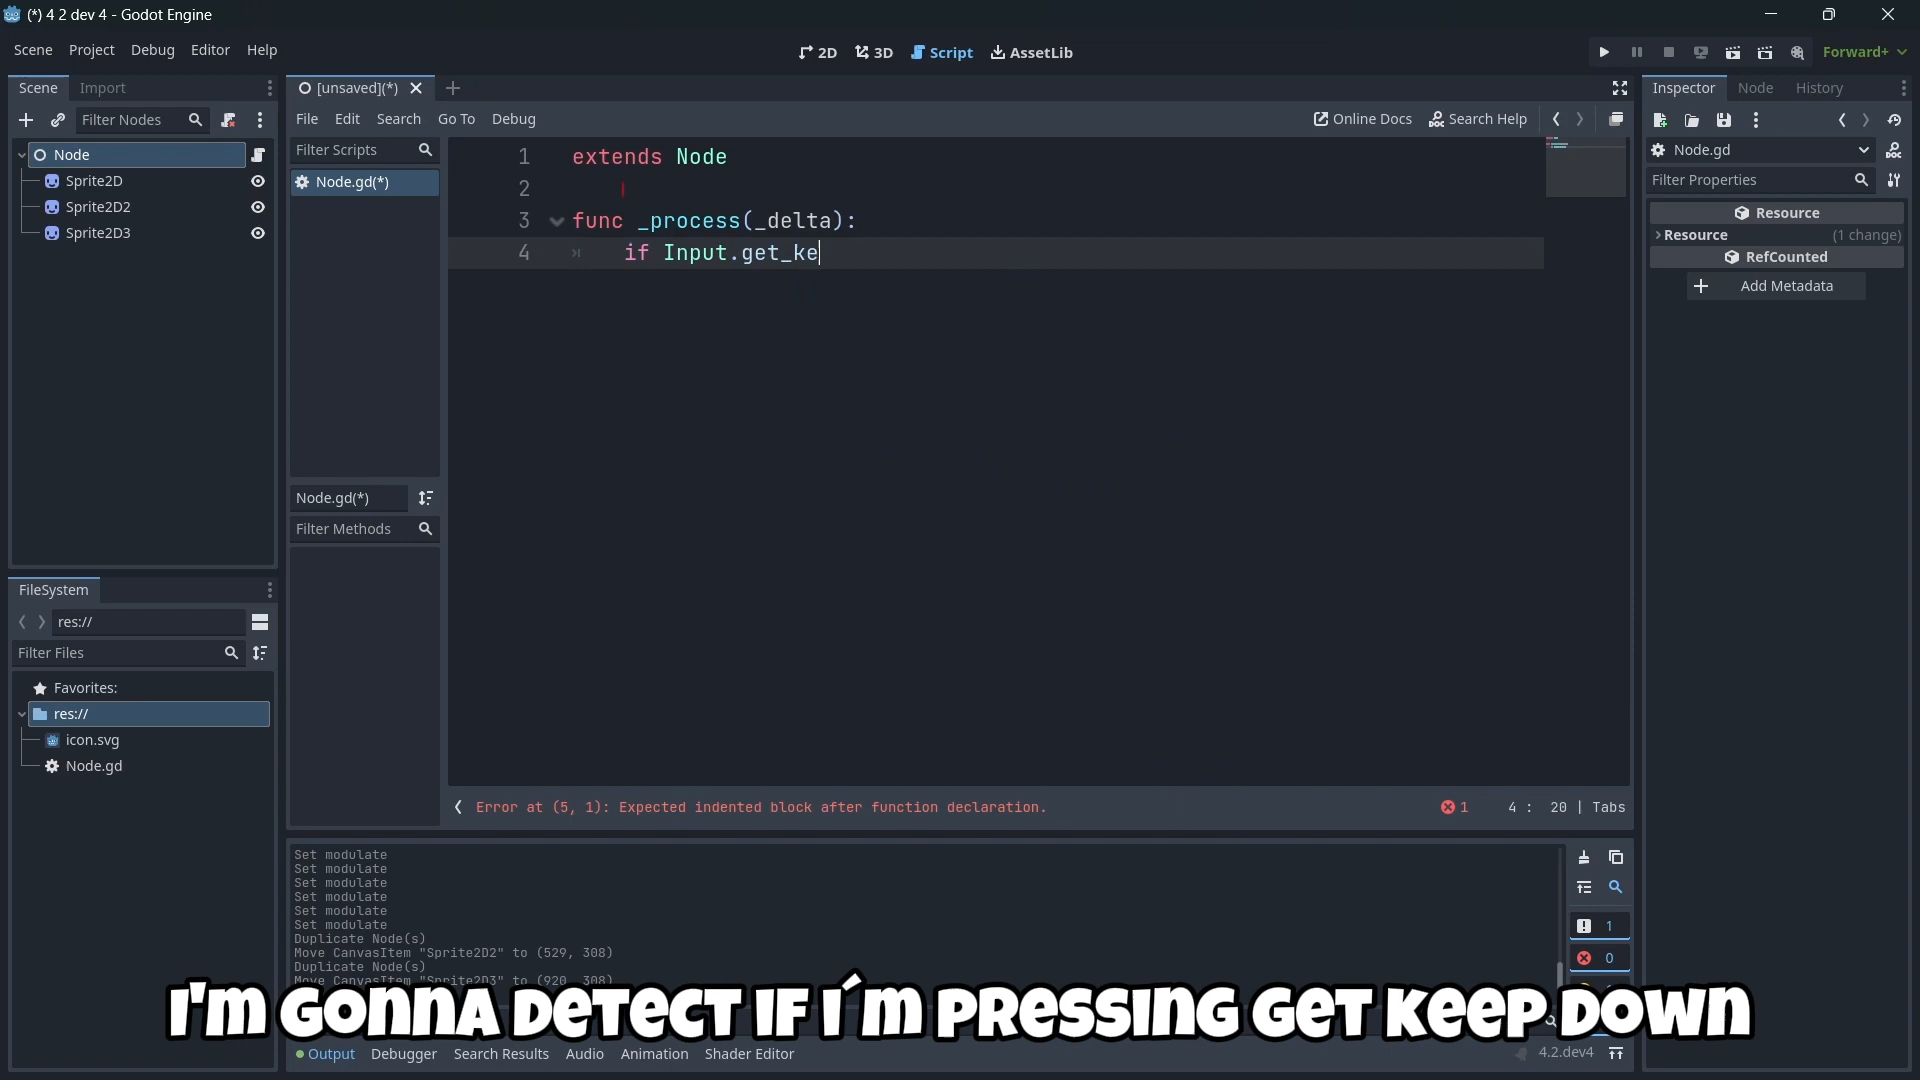 (*) 4 2 dev 4 - Godot Engine
Scene Project Debug Editor Help
2D 3D Script AssetLib
Forward+
Scene Import
[unsaved](*)
Inspector Node History
Filter Nodes
File Edit Search Go To Debug
Online Docs Search Help
Node
Sprite2D
Sprite2D2
Sprite2D3
Filter Scripts
Node.gd(*)
1 extends Node
2
3 func _process(_delta):
4 if Input.get_ke
Node.gd
Filter Properties
Resource
Resource (1 change)
RefCounted
Add Metadata
Node.gd(*)
Filter Methods
FileSystem
res://
Filter Files
Favorites:
res://
icon.svg
Node.gd
Error at (5, 1): Expected indented block after function declaration.
1 4 : 20 | Tabs
Set modulate
Set modulate
Set modulate
Set modulate
Set modulate
Set modulate
Duplicate Node(s)
Move CanvasItem "Sprite2D2" to (529, 308)
Duplicate Node(s)
Move CanvasItem "Sprite2D3" to (920, 308)
1
0
I'm gonna detect if i´m pressing get keep down
Output Debugger Search Results Audio Animation Shader Editor
4.2.dev4